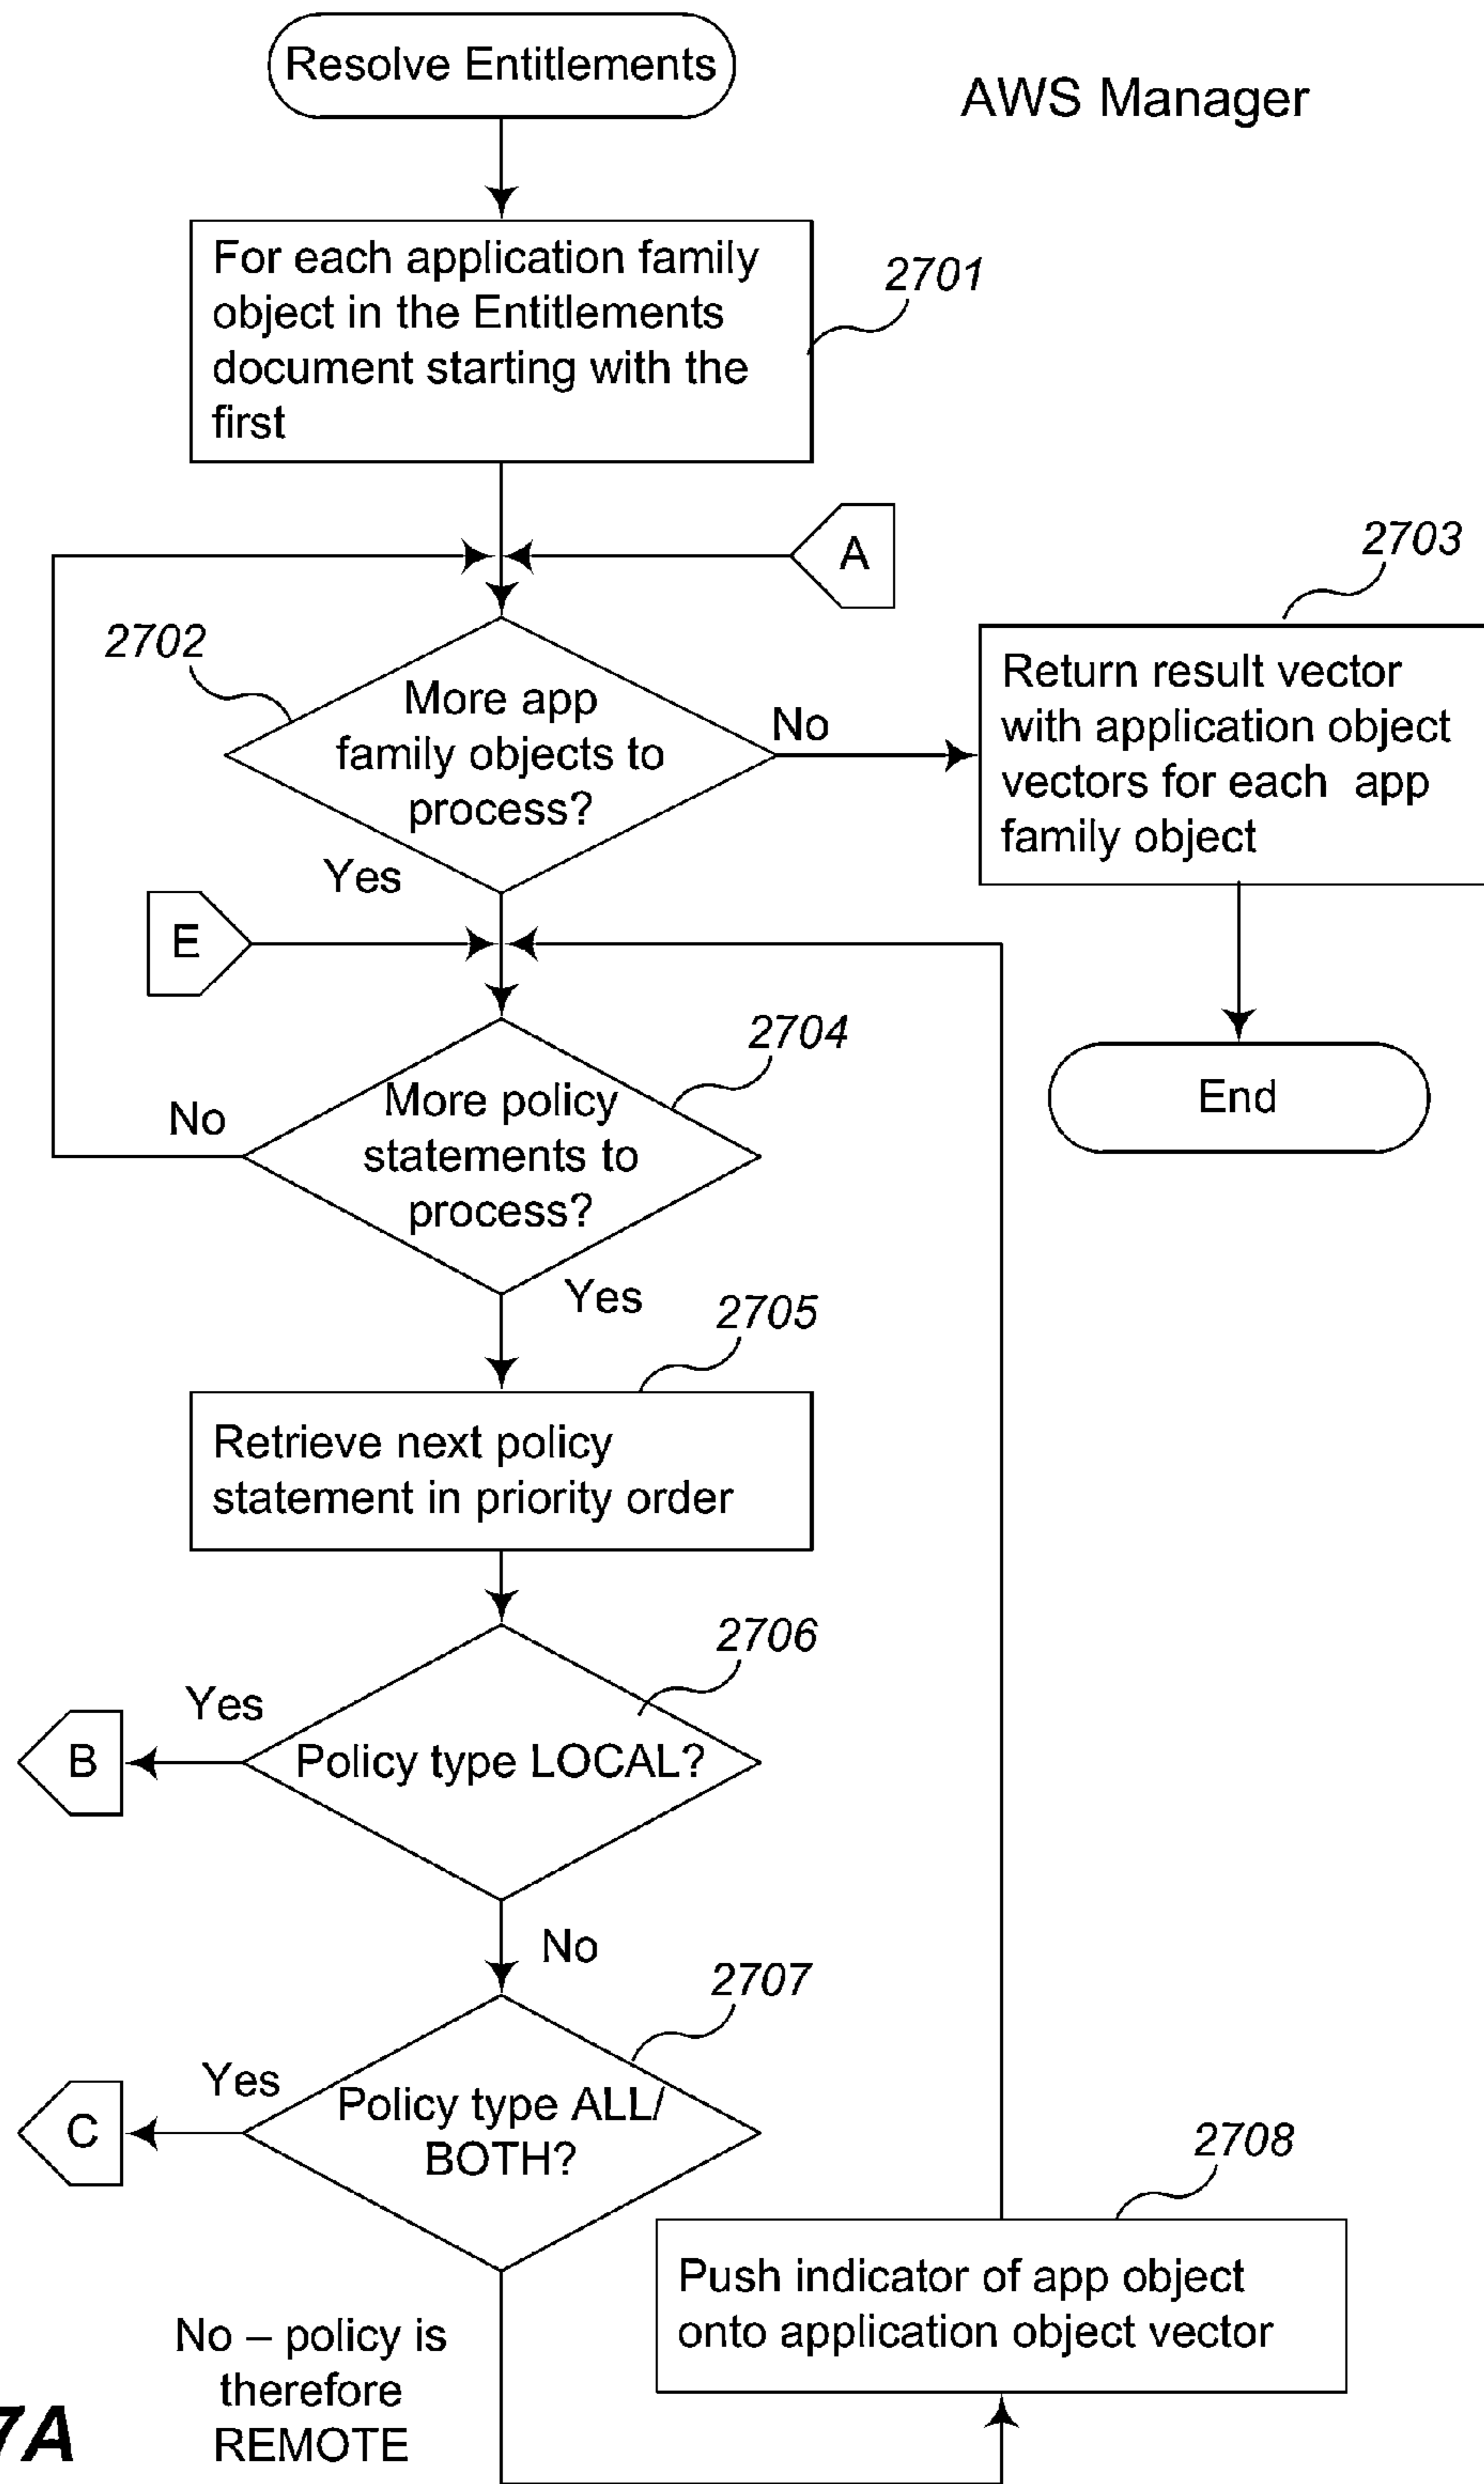 Resolve Entitlements
AWS Manager
For each application family
object in the Entitlements
document starting with the
first
2701
A
2703
2702
More app
family objects to
process?
No
Return result vector
with application object
vectors for each app
family object
Yes
E
2704
No
More policy
statements to
process?
End
Yes
2705
Retrieve next policy
statement in priority order
2706
Yes
B
Policy type LOCAL?
No
2707
Yes
C
Policy type ALL/
BOTH?
2708
Push indicator of app object
onto application object vector
No – policy is
therefore
REMOTE
7A